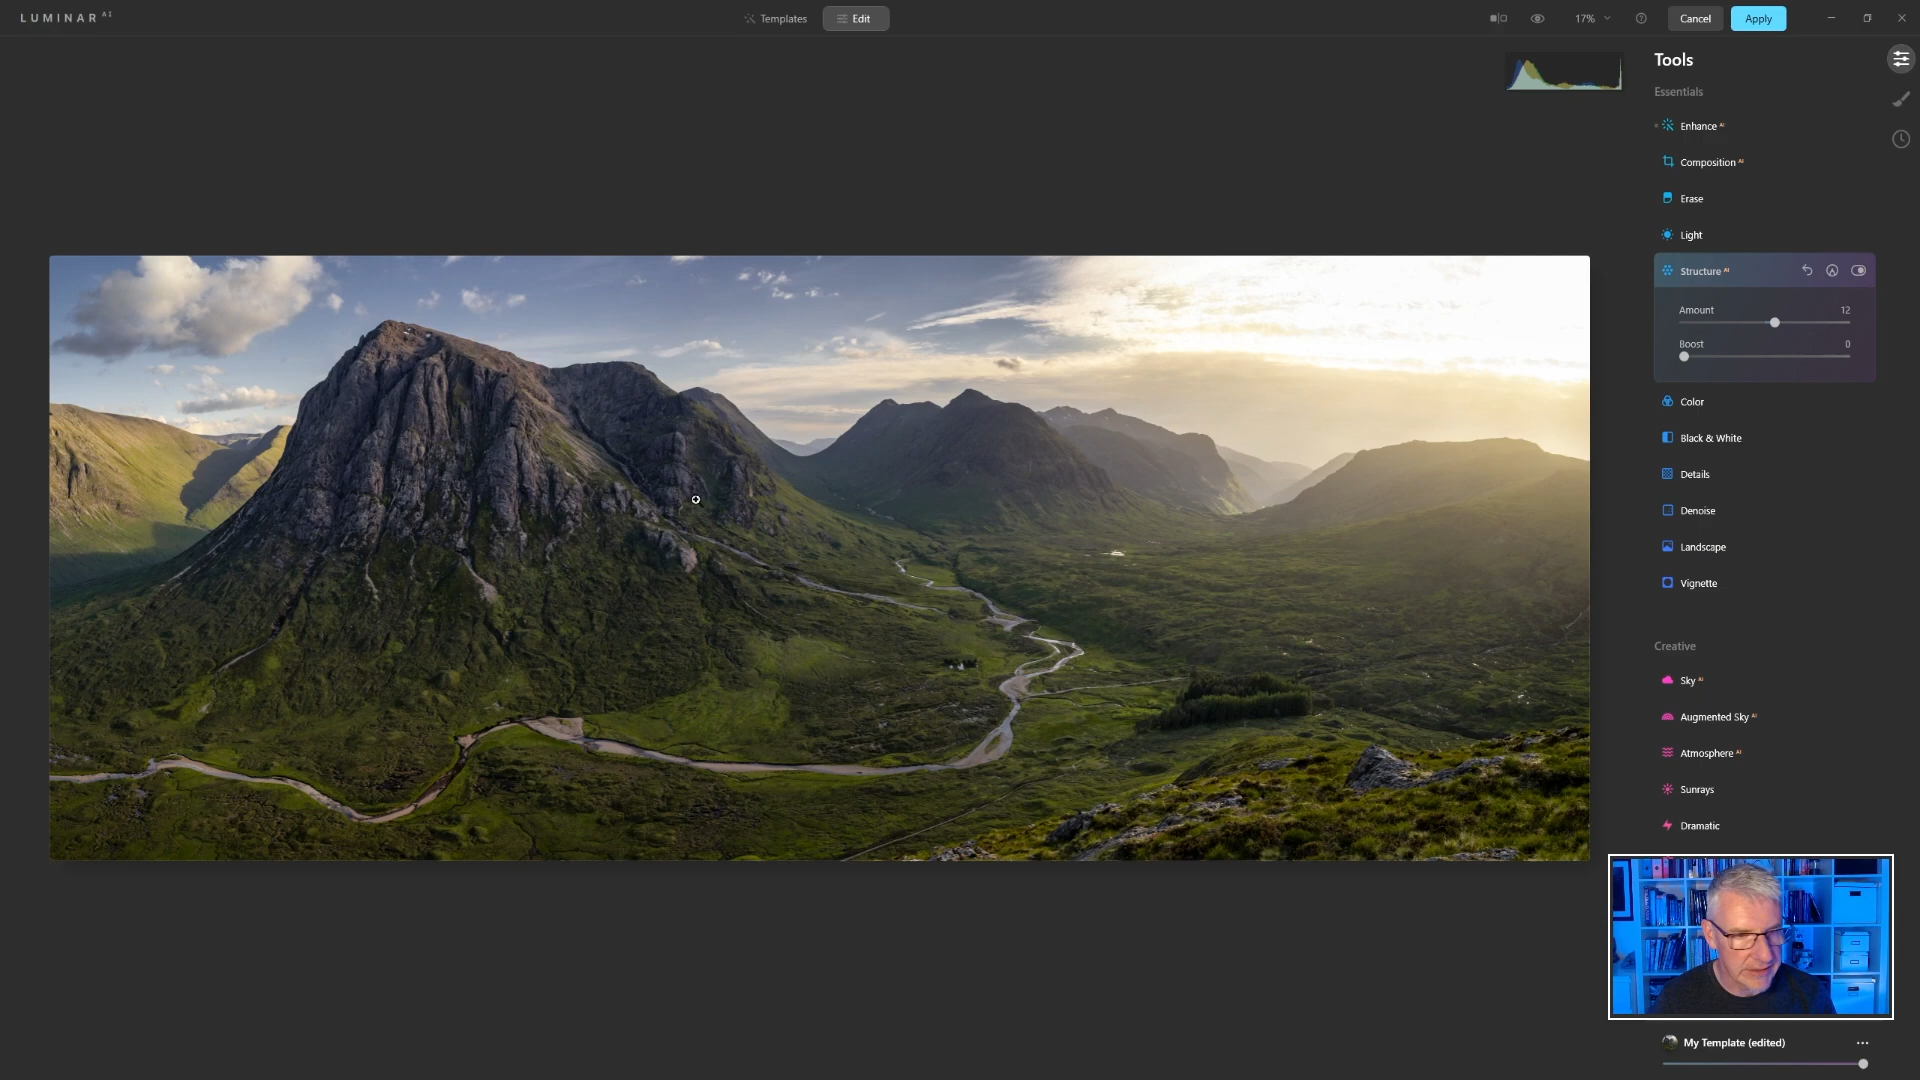 LUMINAR AI
Templates
Edit
17%
Cancel
Apply
Tools
Essentials
Enhance AI
Composition AI
Erase
Light
Structure AI
Amount 12
Boost 0
Color
Black & White
Details
Denoise
Landscape
Vignette
Creative
Sky AI
Augmented Sky AI
Atmosphere AI
Sunrays
Dramatic
My Template (edited)